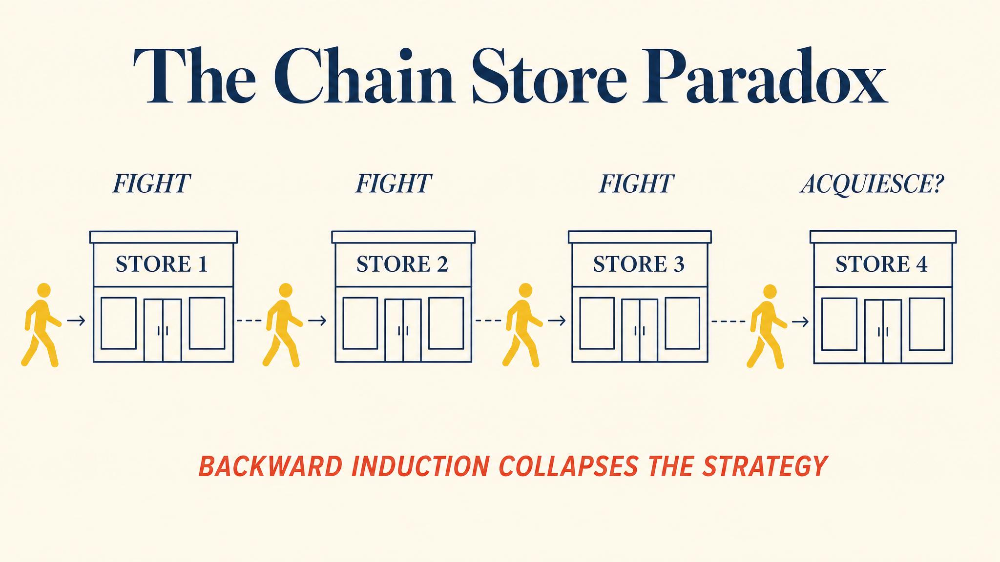 The Chain Store Paradox
FIGHT FIGHT FIGHT ACQUIESCE?
STORE 1 STORE 2 STORE 3 STORE 4
BACKWARD INDUCTION COLLAPSES THE STRATEGY